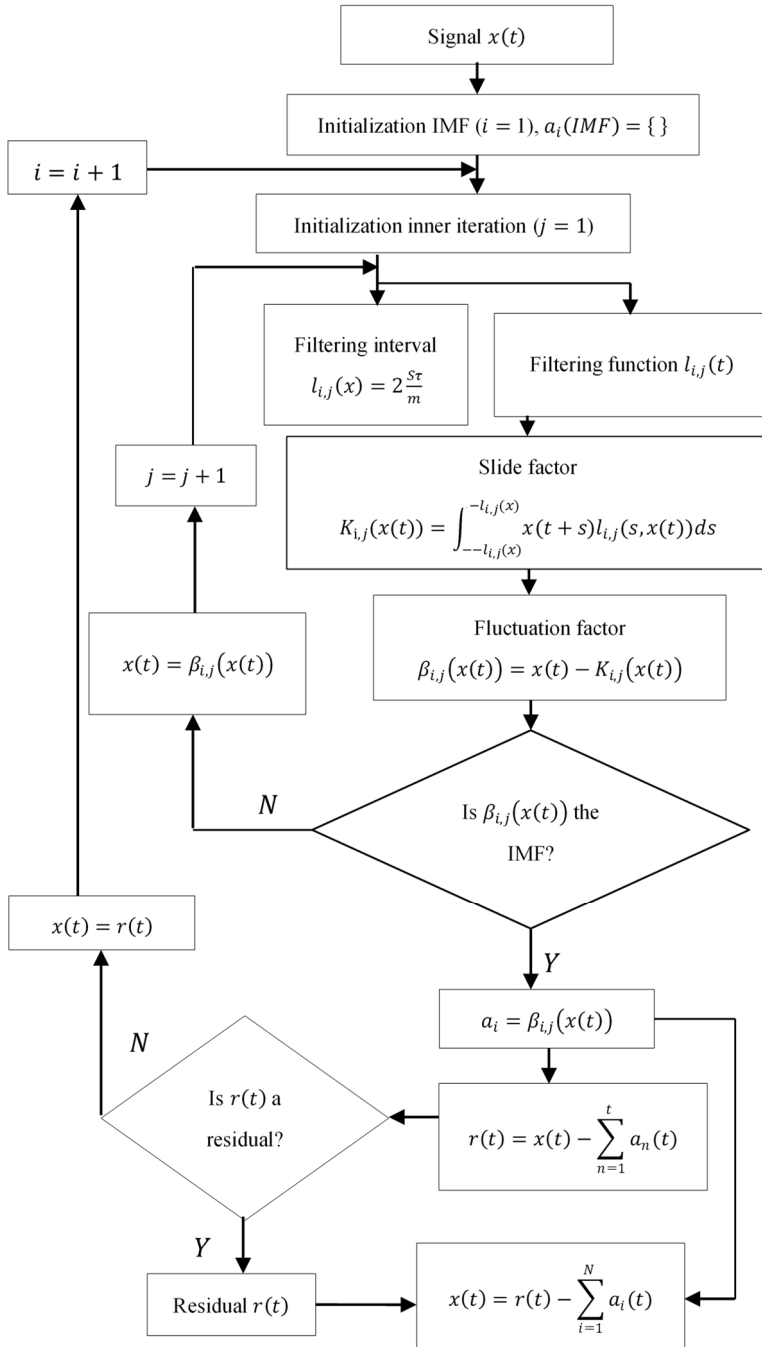 Signal x(t)
Initialization IMF (i = 1), a_i(IMF) = { }
i = i + 1
Initialization inner iteration (j = 1)
Filtering interval
l_{i,j}(x) = 2 \frac{Sτ}{m}
Filtering function l_{i,j}(t)
Slide factor
K_{i,j}(x(t)) = ∫_{--l_{i,j}(x)}^{-l_{i,j}(x)} x(t + s)l_{i,j}(s, x(t))ds
j = j + 1
Fluctuation factor
β_{i,j}(x(t)) = x(t) − K_{i,j}(x(t))
x(t) = β_{i,j}(x(t))
N
Is β_{i,j}(x(t)) the
IMF?
x(t) = r(t)
Y
a_i = β_{i,j}(x(t))
N
Is r(t) a
residual?
r(t) = x(t) − ∑_{n=1}^{t} a_n(t)
Y
Residual r(t)
x(t) = r(t) − ∑_{i=1}^{N} a_i(t)